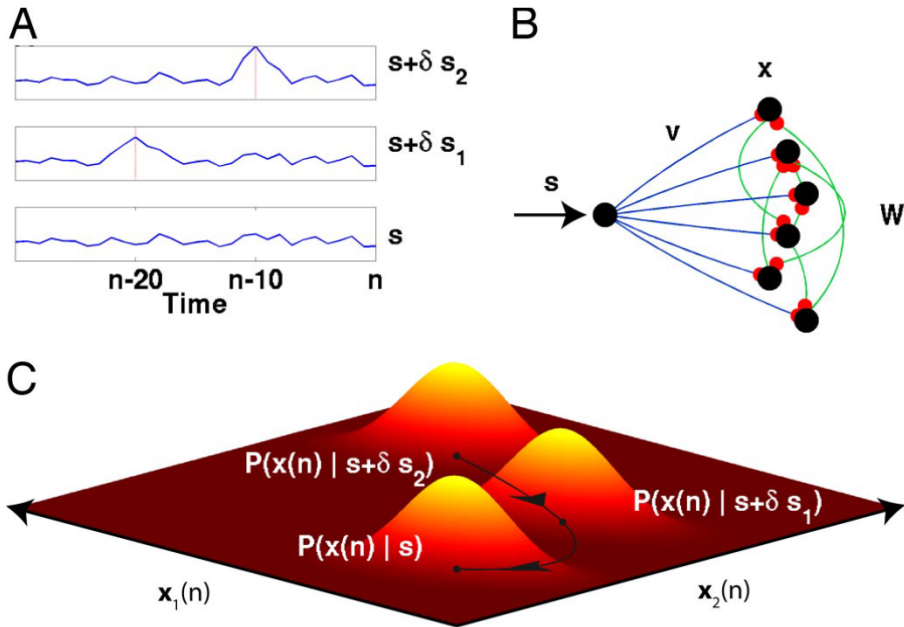 A
s+δ s₂
s+δ s₁
s
n-20
n-10
n
Time
B
x
v
s
W
C
P(x(n) | s+δ s₂)
P(x(n) | s+δ s₁)
P(x(n) | s)
x₁(n)
x₂(n)